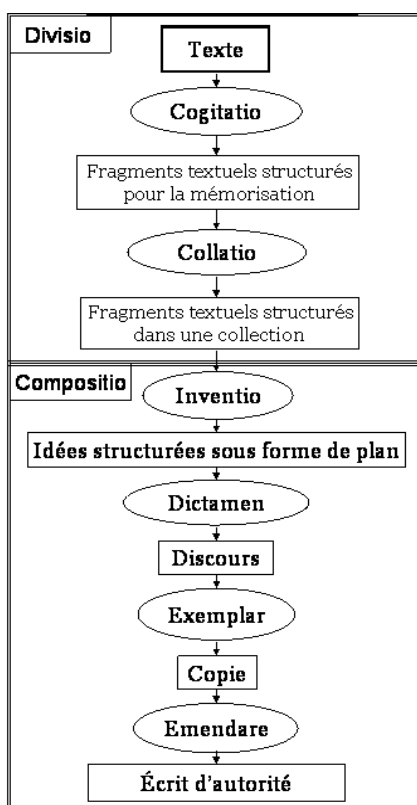 Divisio
Texte
Cogitatio
Fragments textuels structurés
pour la mémorisation
Collatio
Fragments textuels structurés
dans une collection
Compositio
Inventio
Idées structurées sous forme de plan
Dictamen
Discours
Exemplar
Copie
Emendare
Écrit d'autorité